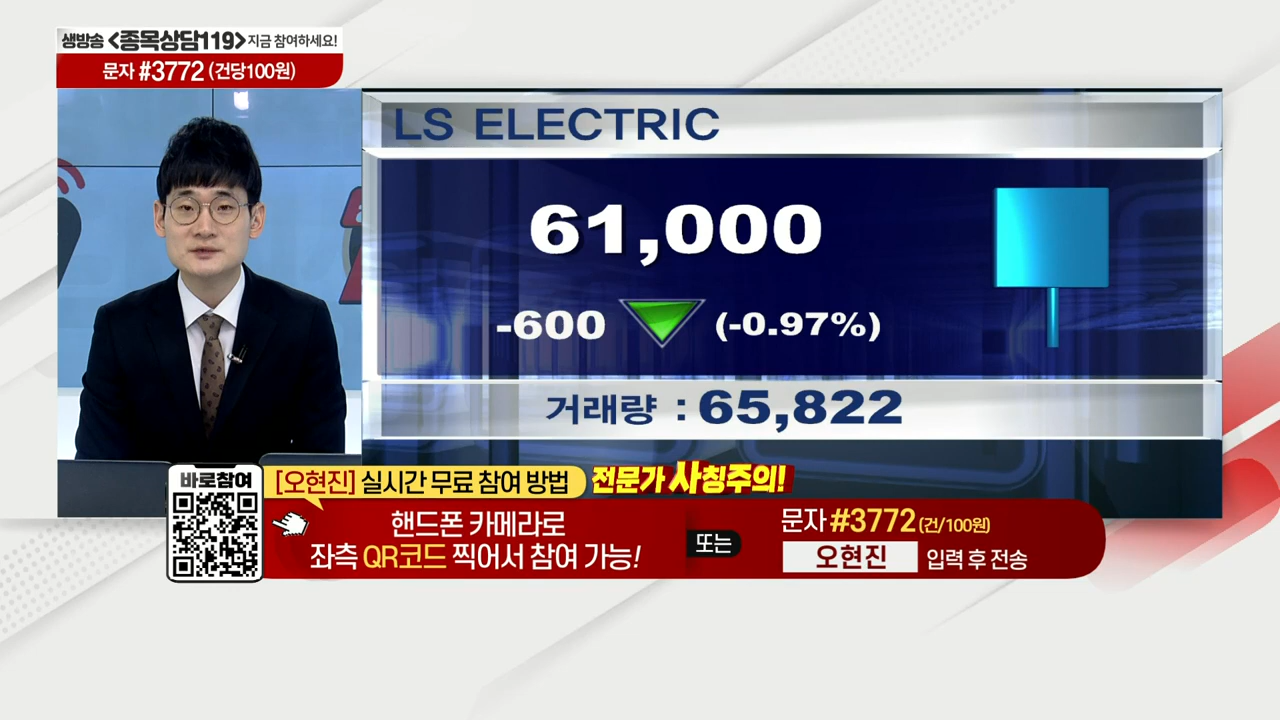 생방송 <종목상담119> 지금 참여하세요!
문자 #3772 (건당100원)
LS ELECTRIC
61,000
-600 (-0.97%)
거래량 : 65,822
바로참여
[오현진] 실시간 무료 참여 방법 전문가 사칭주의!
핸드폰 카메라로
좌측 QR코드 찍어서 참여 가능!
또는
문자 #3772 (건/100원)
오현진 입력 후 전송